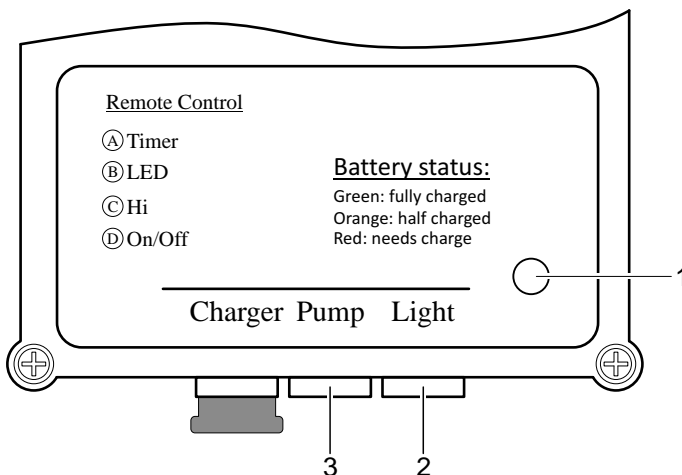 Remote Control
Ⓐ Timer
Ⓑ LED
Ⓒ Hi
Ⓓ On/Off
Battery status:
Green: fully charged
Orange: half charged
Red: needs charge
1
Charger Pump Light
3 2